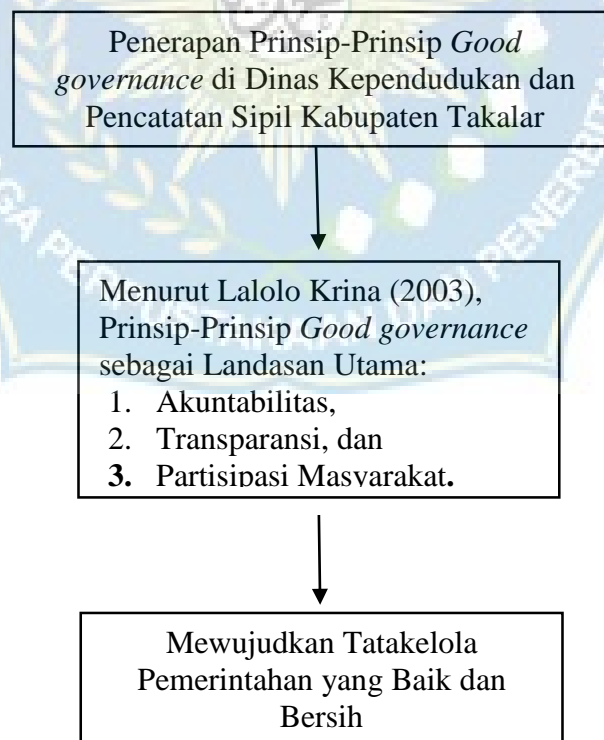 Penerapan Prinsip-Prinsip Good
governance di Dinas Kependudukan dan
Pencatatan Sipil Kabupaten Takalar
Menurut Lalolo Krina (2003),
Prinsip-Prinsip Good governance
sebagai Landasan Utama:
1. Akuntabilitas,
2. Transparansi, dan
3. Partisipasi Masyarakat.
Mewujudkan Tatakelola
Pemerintahan yang Baik dan
Bersih